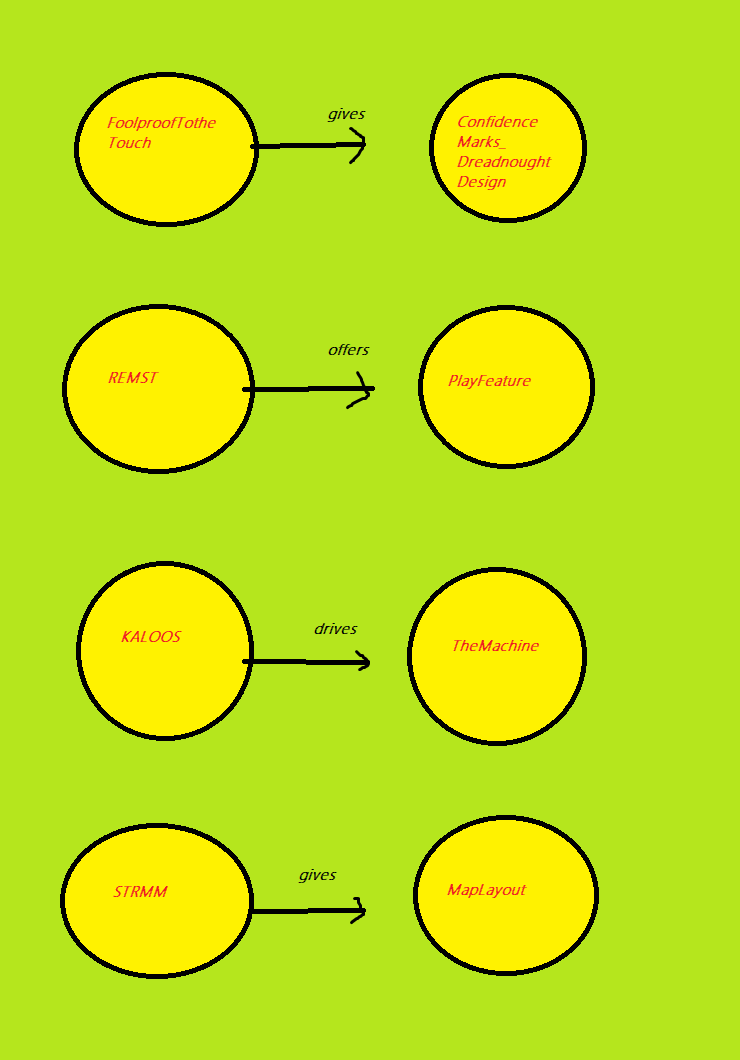 FoolproofTothe
Touch
gives
Confidence
Marks_
Dreadnought
Design
REMST
offers
PlayFeature
KALOOS
drives
TheMachine
STRMM
gives
MapLayout